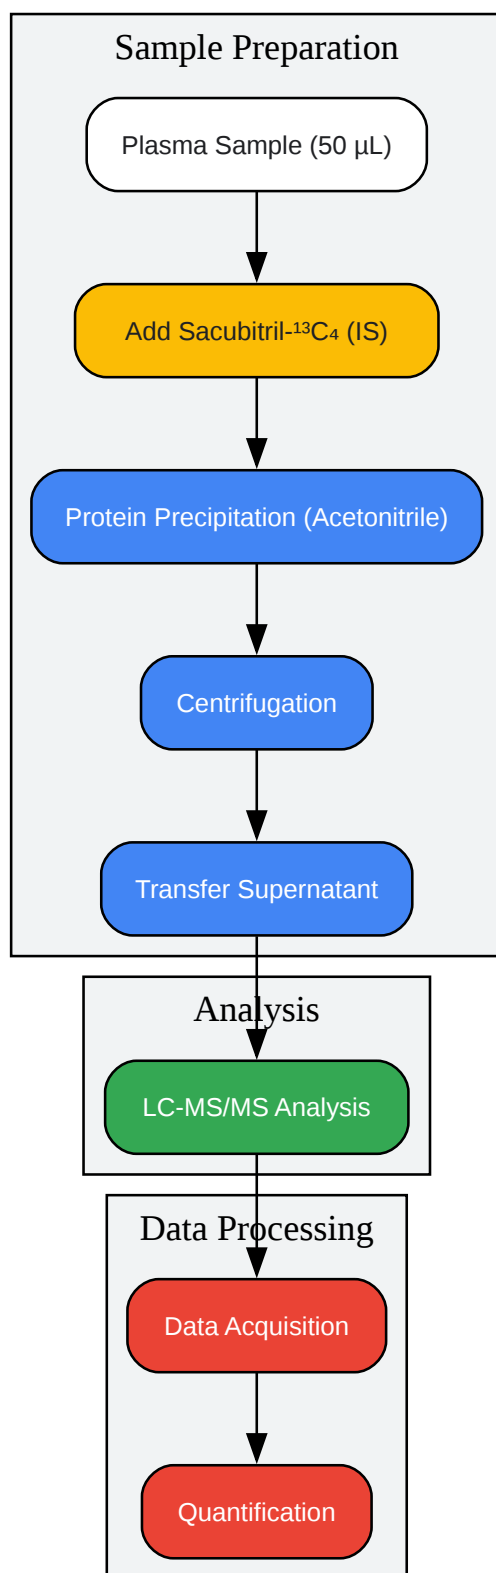 Sample Preparation
Plasma Sample (50 µL)
Add Sacubitril-¹³C₄ (IS)
Protein Precipitation (Acetonitrile)
Centrifugation
Transfer Supernatant
Analysis
LC-MS/MS Analysis
Data Processing
Data Acquisition
Quantification